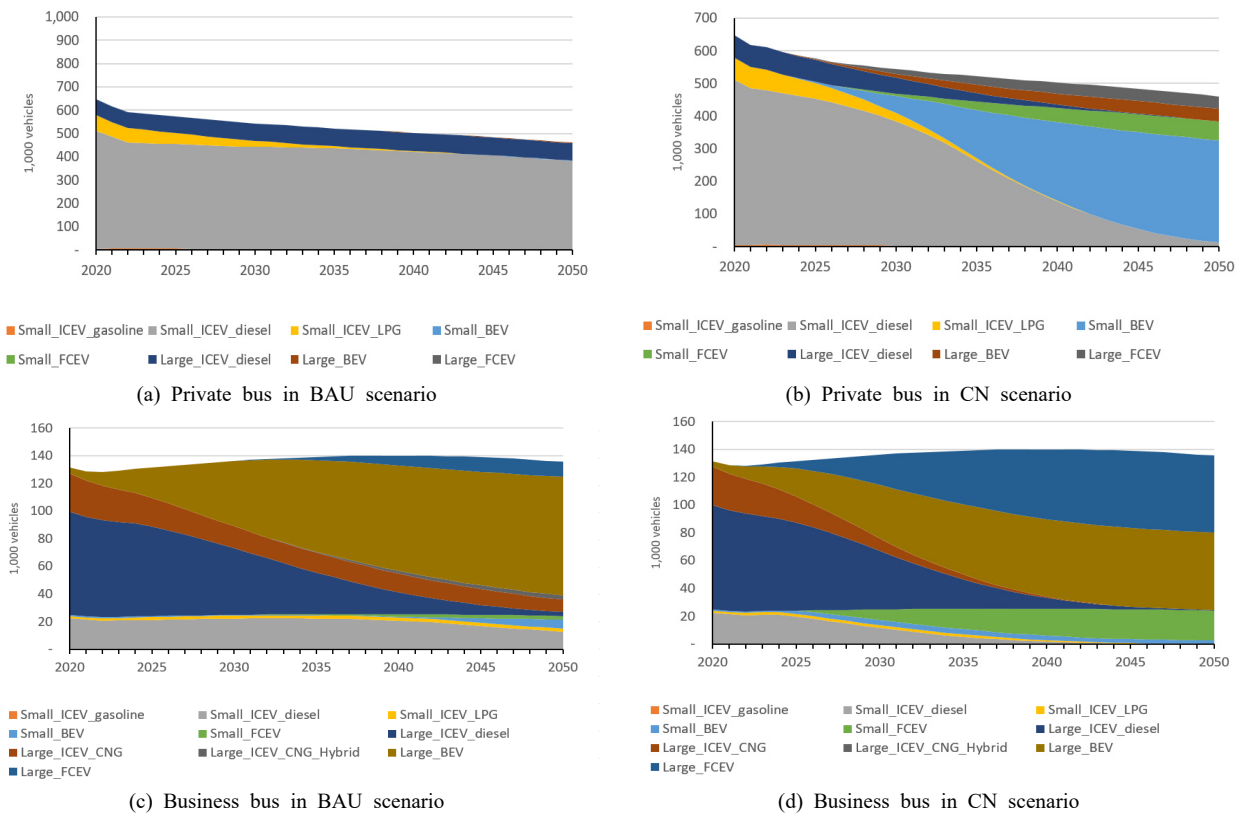 1,000
900
800
700
600
500
400
300
200
100
-
1,000 vehicles
2020 2025 2030 2035 2040 2045 2050
Small_ICEV_gasoline Small_ICEV_diesel Small_ICEV_LPG Small_BEV
Small_FCEV Large_ICEV_diesel Large_BEV Large_FCEV
(a) Private bus in BAU scenario
700
600
500
400
300
200
100
-
1,000 vehicles
2020 2025 2030 2035 2040 2045 2050
Small_ICEV_gasoline Small_ICEV_diesel Small_ICEV_LPG Small_BEV
Small_FCEV Large_ICEV_diesel Large_BEV Large_FCEV
(b) Private bus in CN scenario
160
140
120
100
80
60
40
20
-
1,000 vehicles
2020 2025 2030 2035 2040 2045 2050
Small_ICEV_gasoline Small_ICEV_diesel Small_ICEV_LPG
Small_BEV Small_FCEV Large_ICEV_diesel
Large_ICEV_CNG Large_ICEV_CNG_Hybrid Large_BEV
Large_FCEV
(c) Business bus in BAU scenario
160
140
120
100
80
60
40
20
-
1,000 vehicles
2020 2025 2030 2035 2040 2045 2050
Small_ICEV_gasoline Small_ICEV_diesel Small_ICEV_LPG
Small_BEV Small_FCEV Large_ICEV_diesel
Large_ICEV_CNG Large_ICEV_CNG_Hybrid Large_BEV
Large_FCEV
(d) Business bus in CN scenario